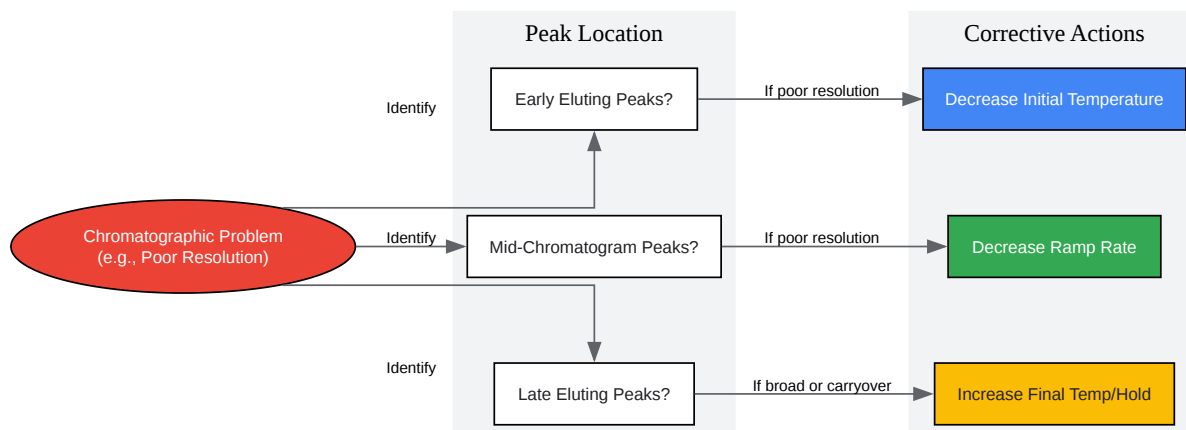 Peak Location
Corrective Actions
Identify
Early Eluting Peaks?
If poor resolution
Decrease Initial Temperature
Chromatographic Problem
(e.g., Poor Resolution)
Identify
Mid-Chromatogram Peaks?
If poor resolution
Decrease Ramp Rate
Identify
Late Eluting Peaks?
If broad or carryover
Increase Final Temp/Hold